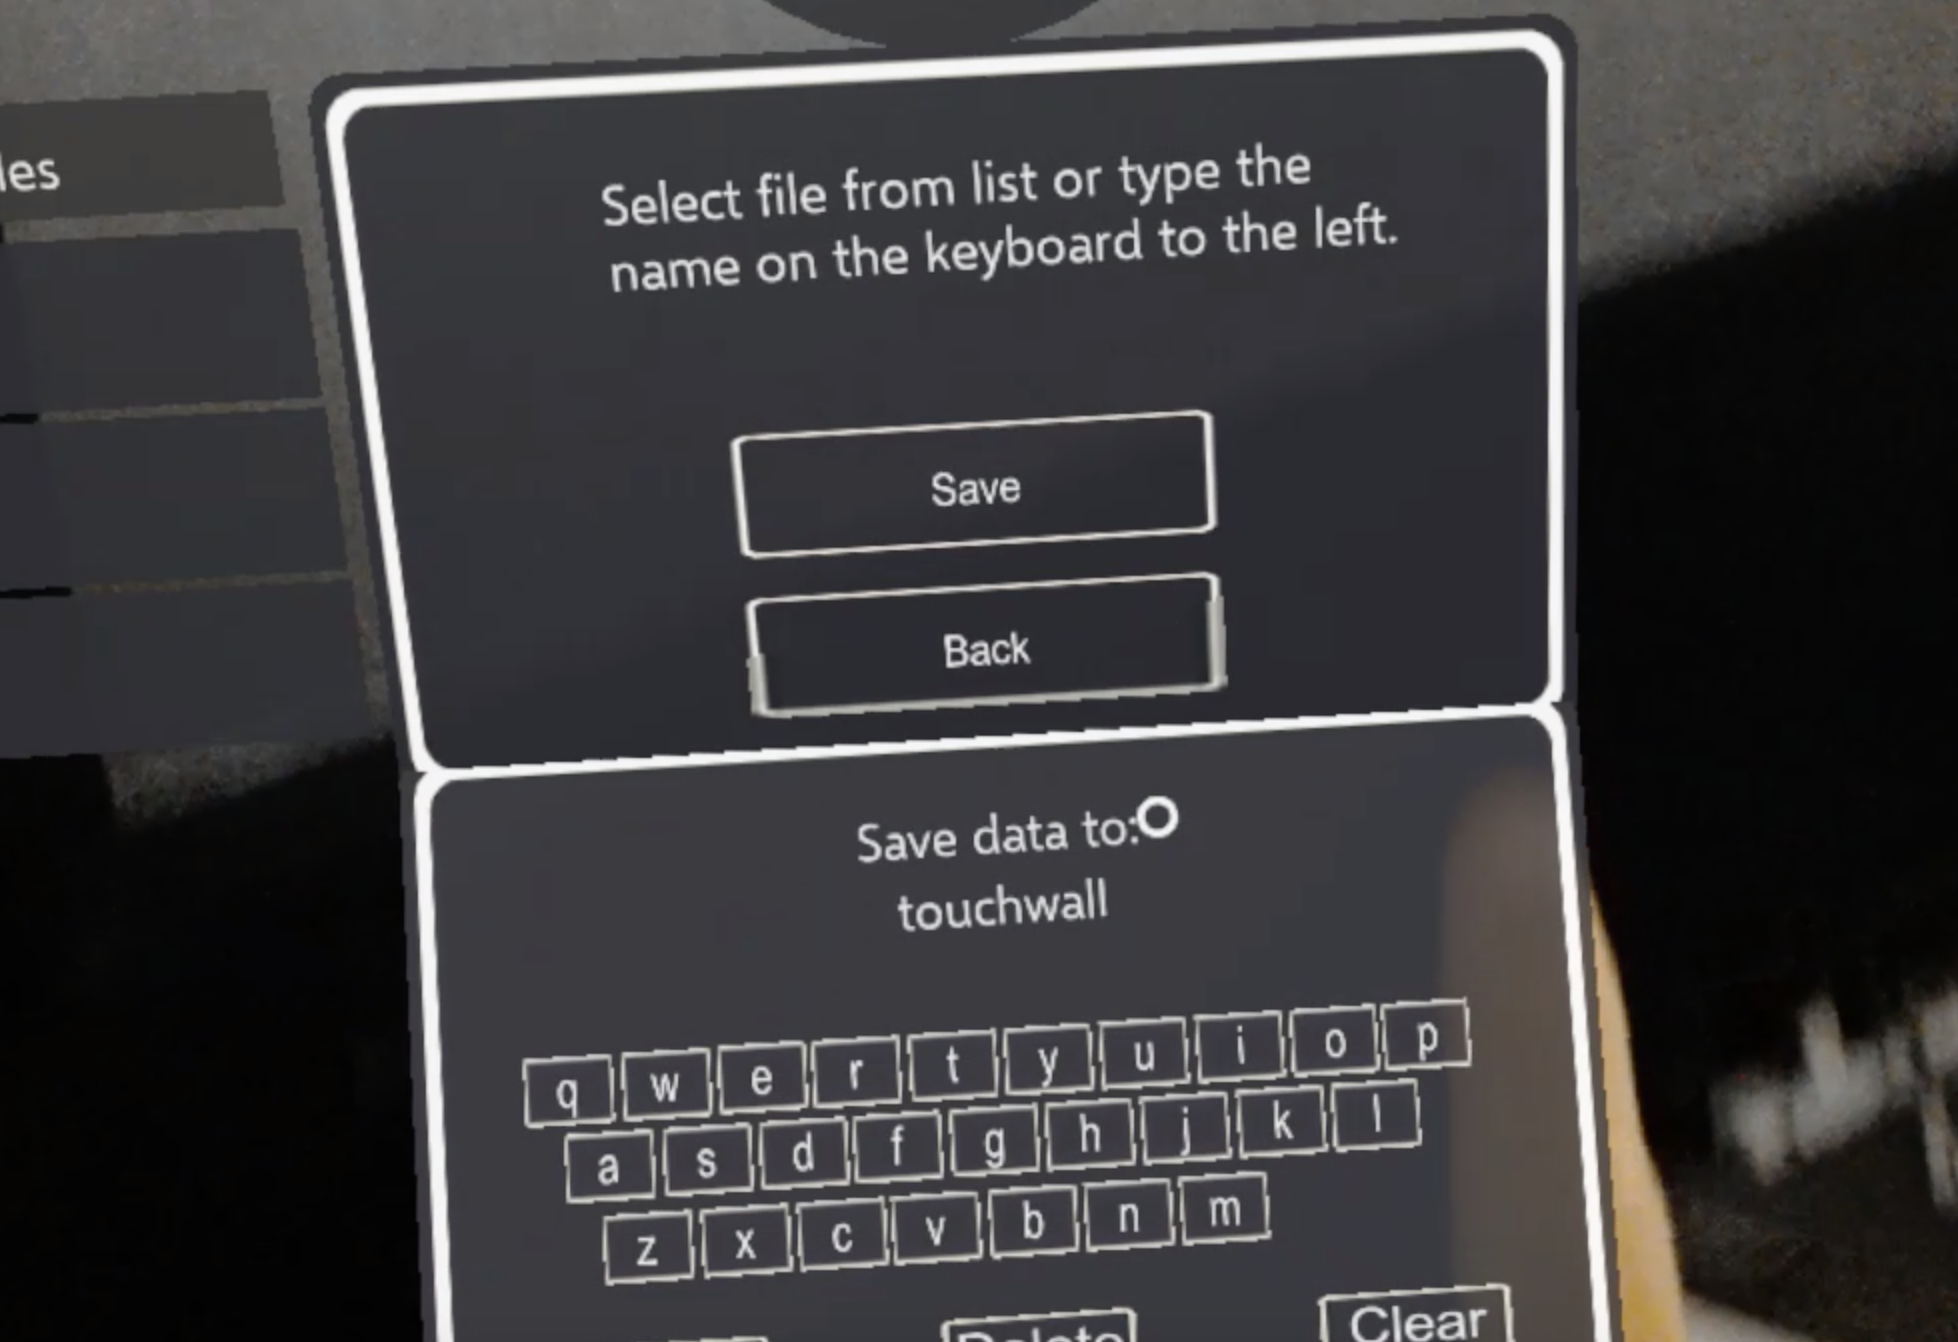 les
Select file from list or type the
name on the keyboard to the left.
Save
Back
Save data to:
touchwall
q w e r t y u i o p
a s d f g h j k l
z x c v b n m
Delete
Clear